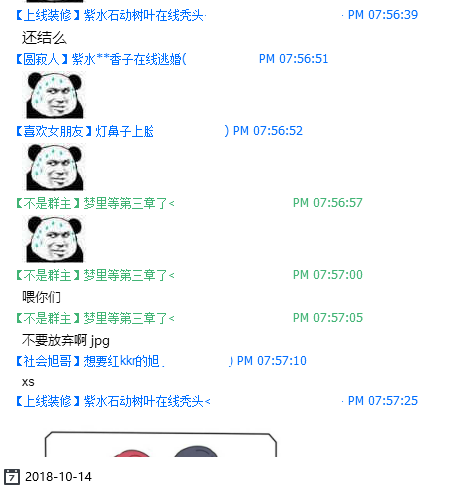 【上线装修】紫水石动树叶在线秃头 PM 07:56:39
还结么
【圆寂人】紫水**香子在线逃婚( PM 07:56:51
【喜欢女朋友】灯鼻子上脸 ) PM 07:56:52
【不是群主】梦里等第三章了< PM 07:56:57
【不是群主】梦里等第三章了< PM 07:57:00
喂你们
【不是群主】梦里等第三章了< PM 07:57:05
不要放弃啊 jpg
【社会旭哥】想要红kkr的旭 ) PM 07:57:10
xs
【上线装修】紫水石动树叶在线秃头< PM 07:57:25
7 2018-10-14